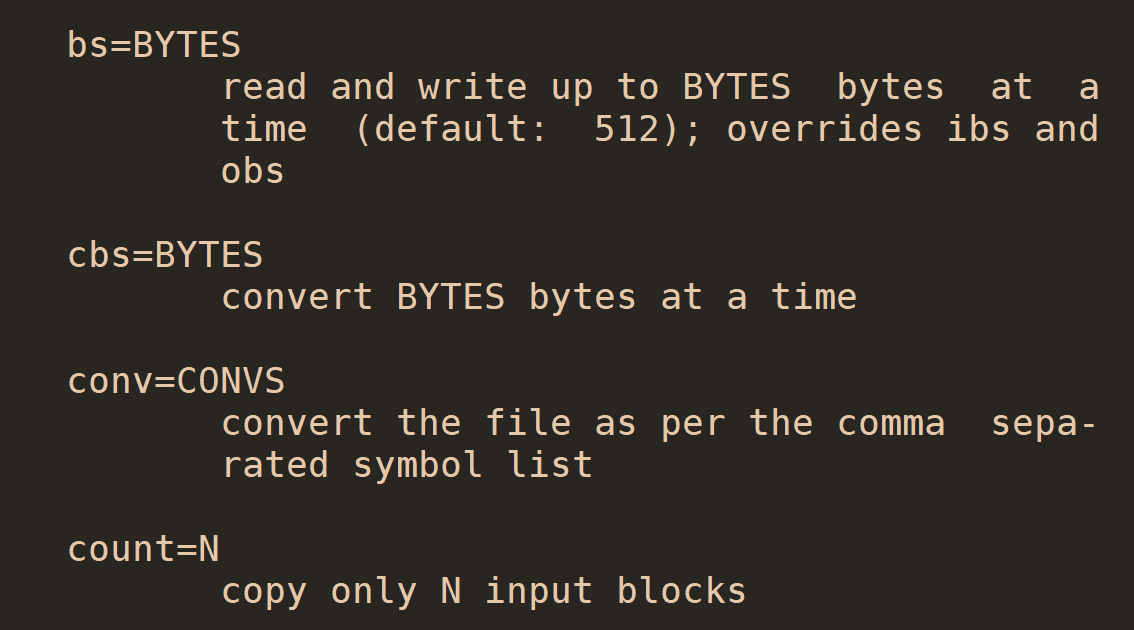 bs=BYTES
read and write up to BYTES  bytes  at  a
time  (default:  512); overrides ibs and
obs
cbs=BYTES
convert BYTES bytes at a time
conv=CONVS
convert the file as per the comma  sepa-
rated symbol list
count=N
copy only N input blocks